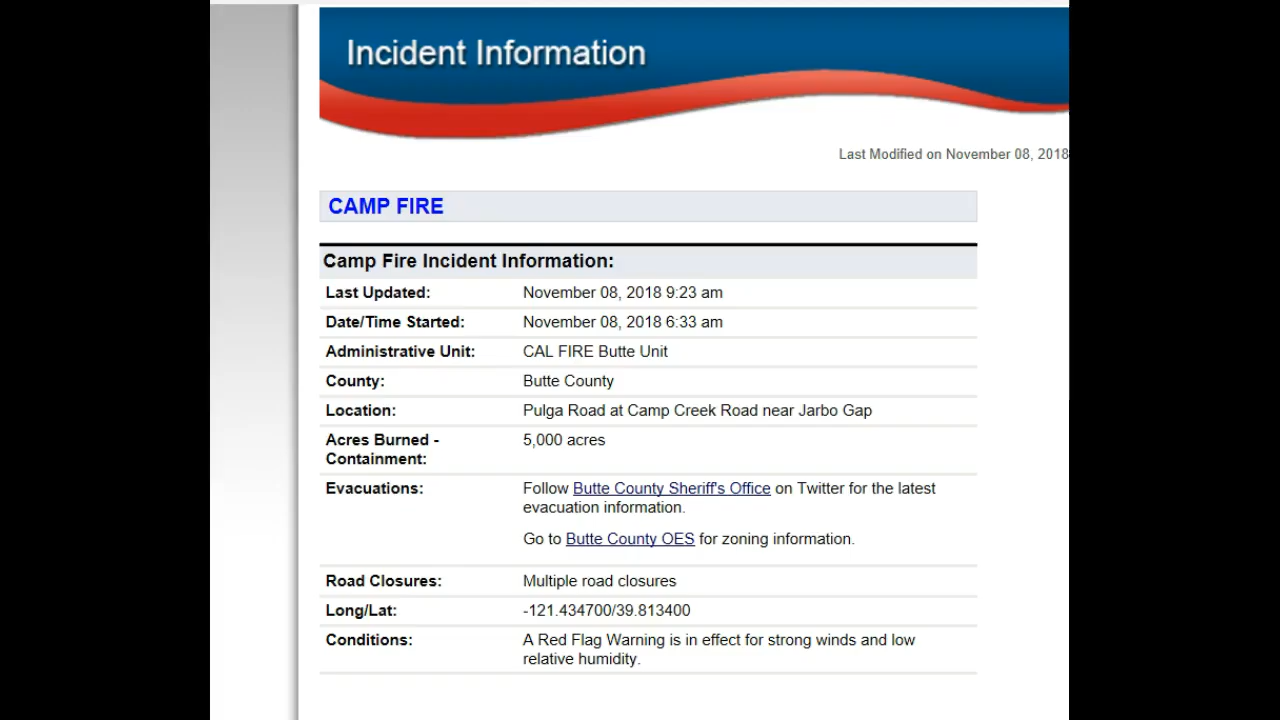 Incident Information
Last Modified on November 08, 2018
CAMP FIRE
Camp Fire Incident Information:
Last Updated: November 08, 2018 9:23 am
Date/Time Started: November 08, 2018 6:33 am
Administrative Unit: CAL FIRE Butte Unit
County: Butte County
Location: Pulga Road at Camp Creek Road near Jarbo Gap
Acres Burned - 5,000 acres
Containment:
Evacuations: Follow Butte County Sheriff's Office on Twitter for the latest
evacuation information.
Go to Butte County OES for zoning information.
Road Closures: Multiple road closures
Long/Lat: -121.434700/39.813400
Conditions: A Red Flag Warning is in effect for strong winds and low
relative humidity.